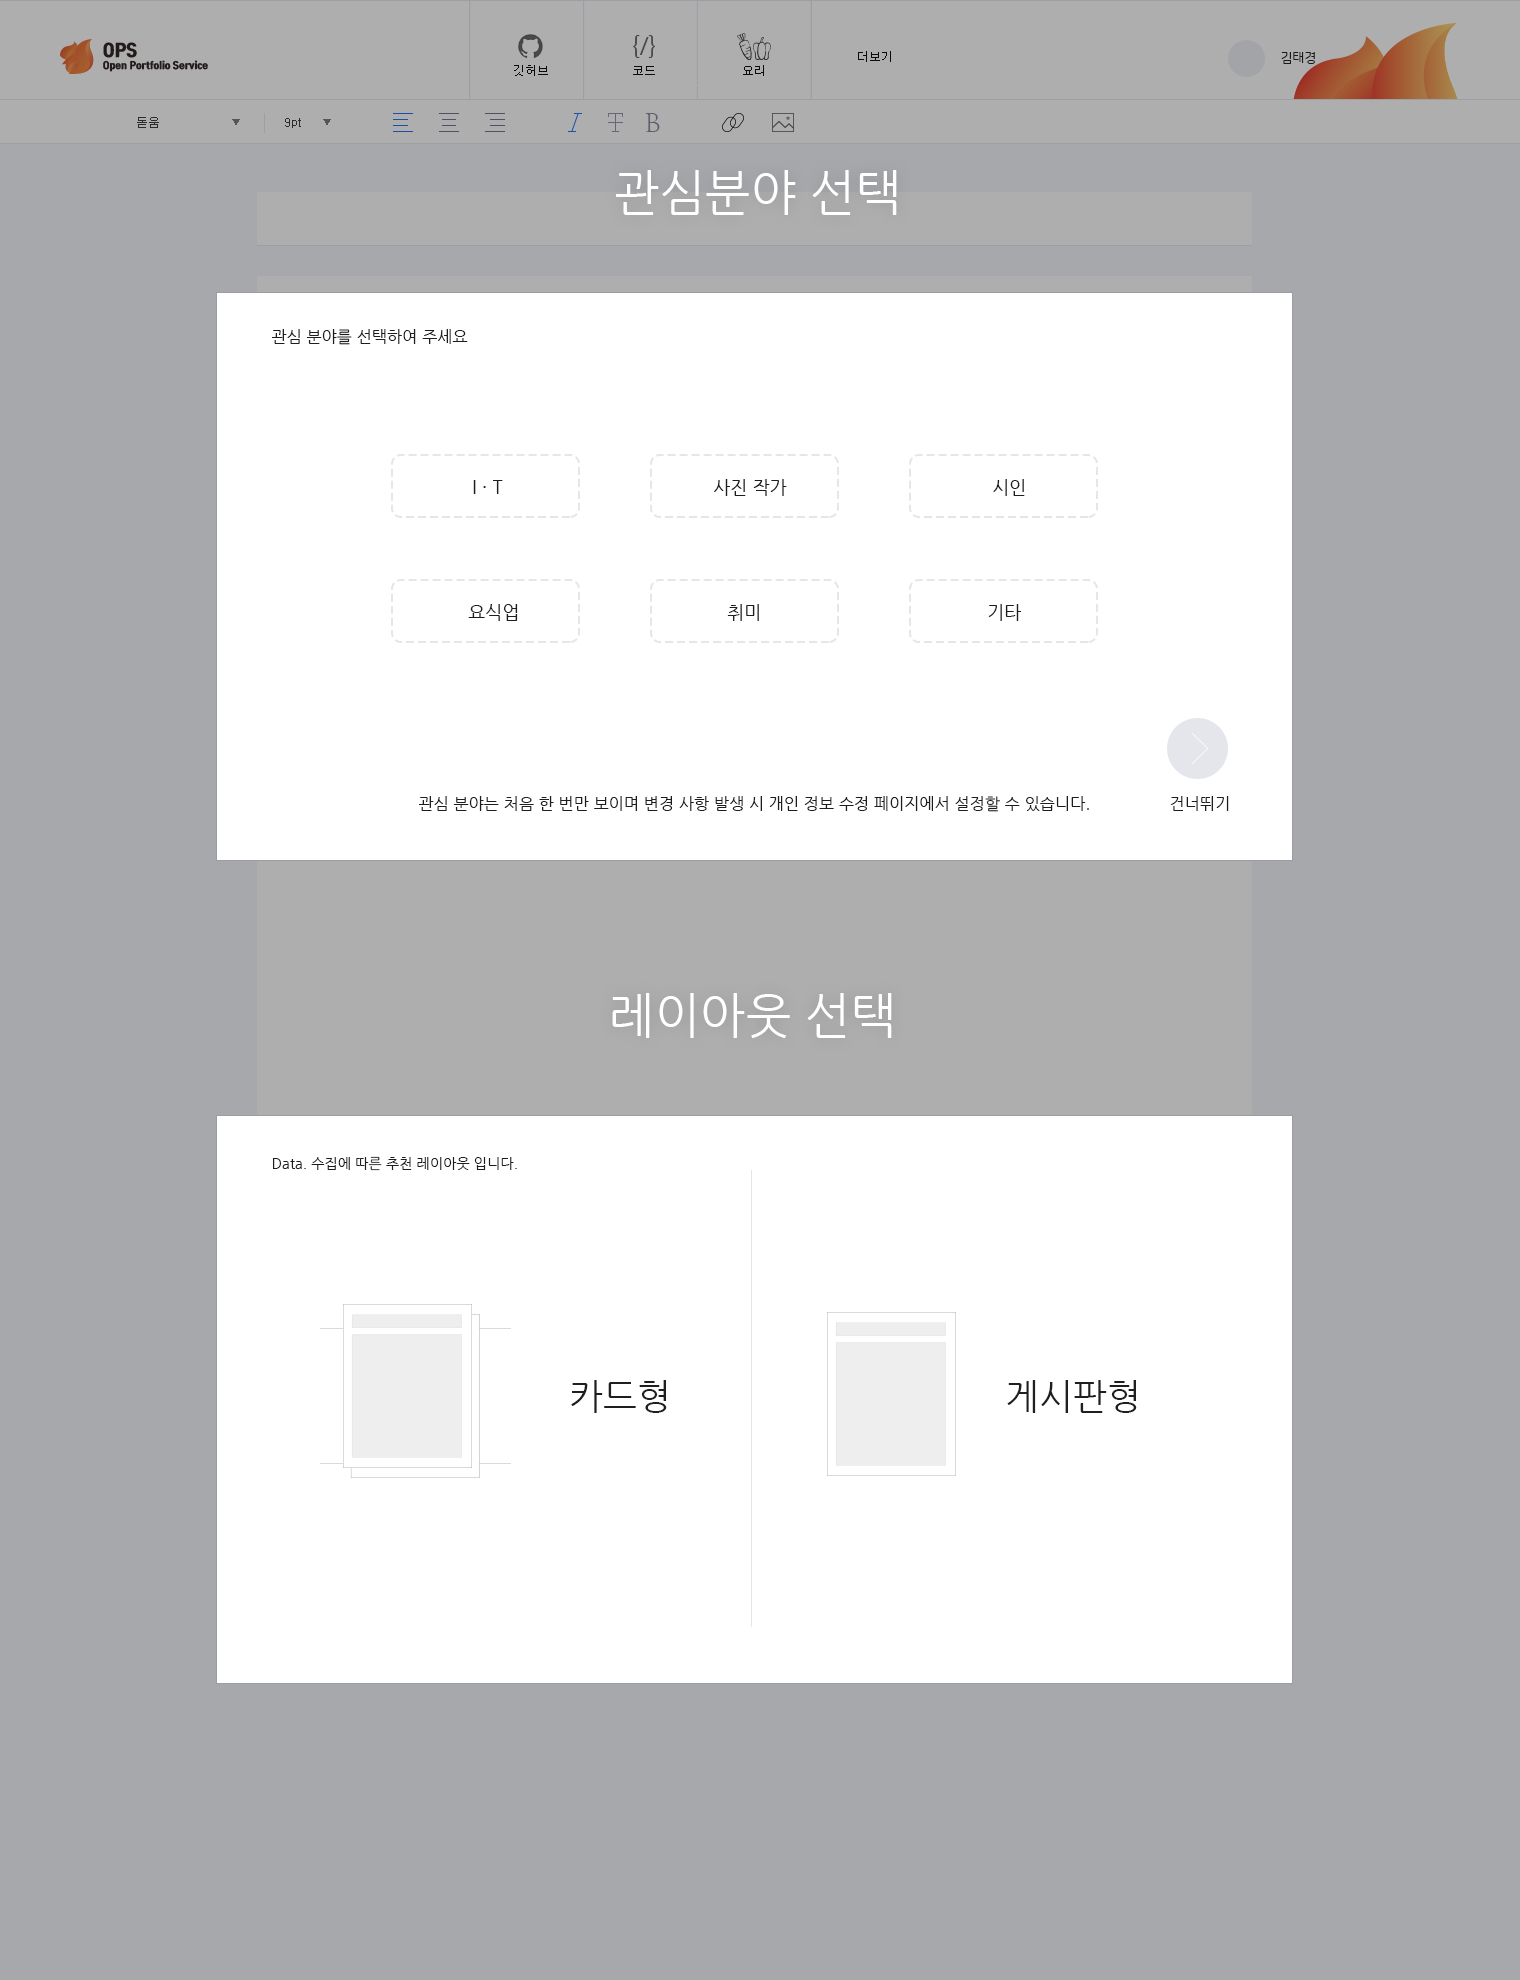 OPS
Open Portfolio Service
깃허브
코드
요리
더보기
김태경
돋움
9pt
I T B
관심분야 선택
관심 분야를 선택하여 주세요
I · T
사진 작가
시인
요식업
취미
기타
관심 분야는 처음 한 번만 보이며 변경 사항 발생 시 개인 정보 수정 페이지에서 설정할 수 있습니다.
건너뛰기
레이아웃 선택
Data. 수집에 따른 추천 레이아웃 입니다.
카드형
게시판형